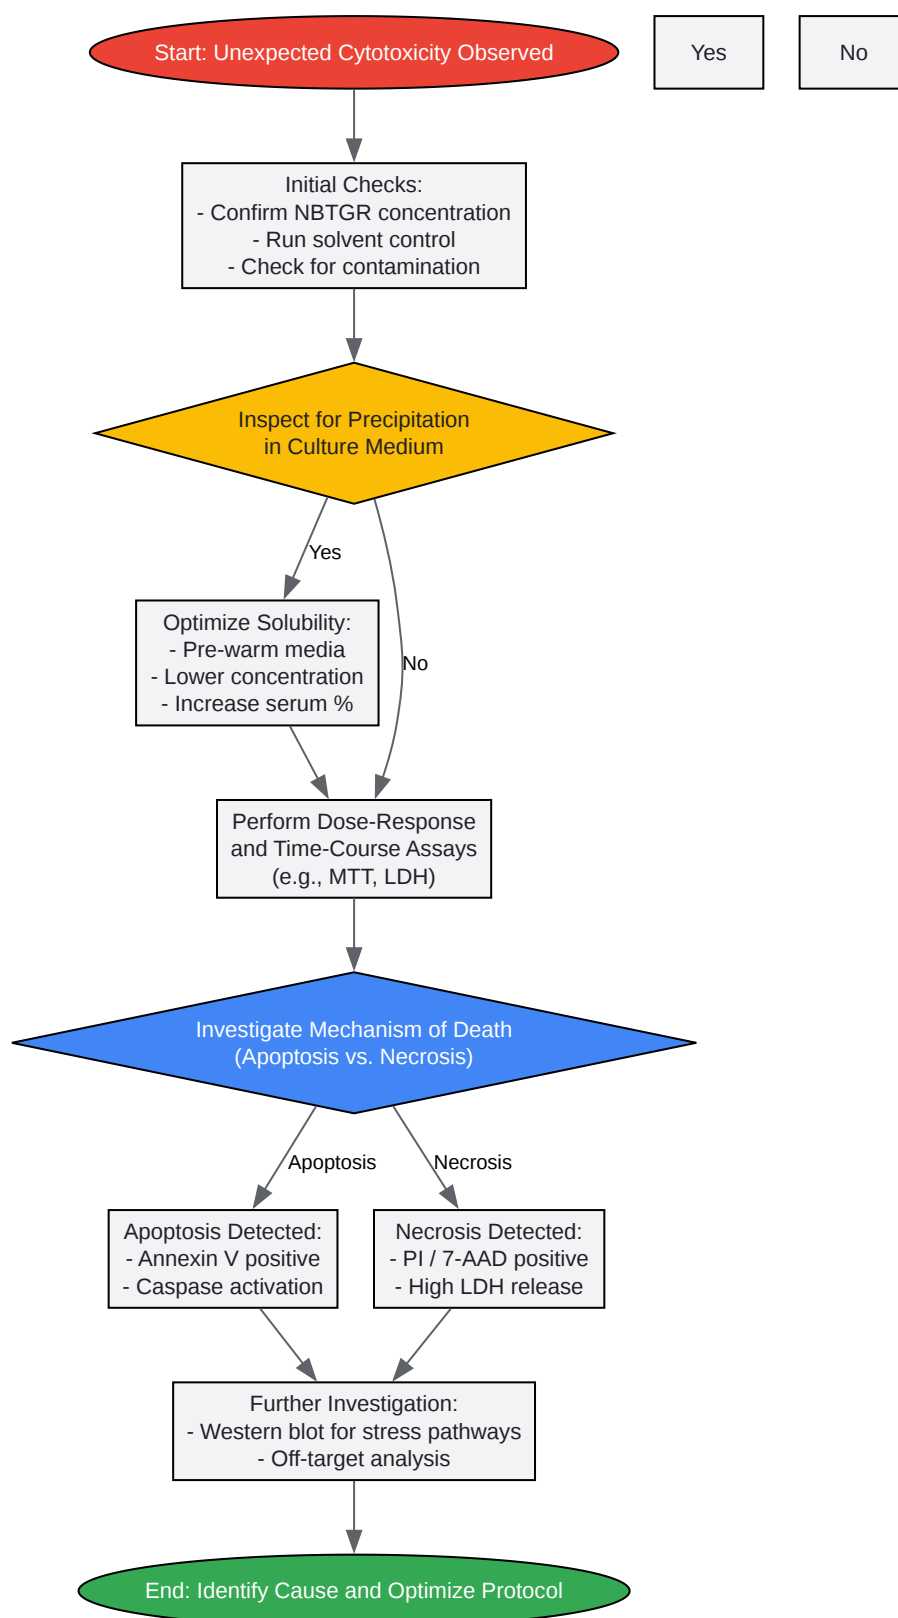 Start: Unexpected Cytotoxicity Observed
Yes
No
Initial Checks:
- Confirm NBTGR concentration
- Run solvent control
- Check for contamination
Inspect for Precipitation
in Culture Medium
Yes
No
Optimize Solubility:
- Pre-warm media
- Lower concentration
- Increase serum %
Perform Dose-Response
and Time-Course Assays
(e.g., MTT, LDH)
Investigate Mechanism of Death
(Apoptosis vs. Necrosis)
Apoptosis
Necrosis
Apoptosis Detected:
- Annexin V positive
- Caspase activation
Necrosis Detected:
- PI / 7-AAD positive
- High LDH release
Further Investigation:
- Western blot for stress pathways
- Off-target analysis
End: Identify Cause and Optimize Protocol